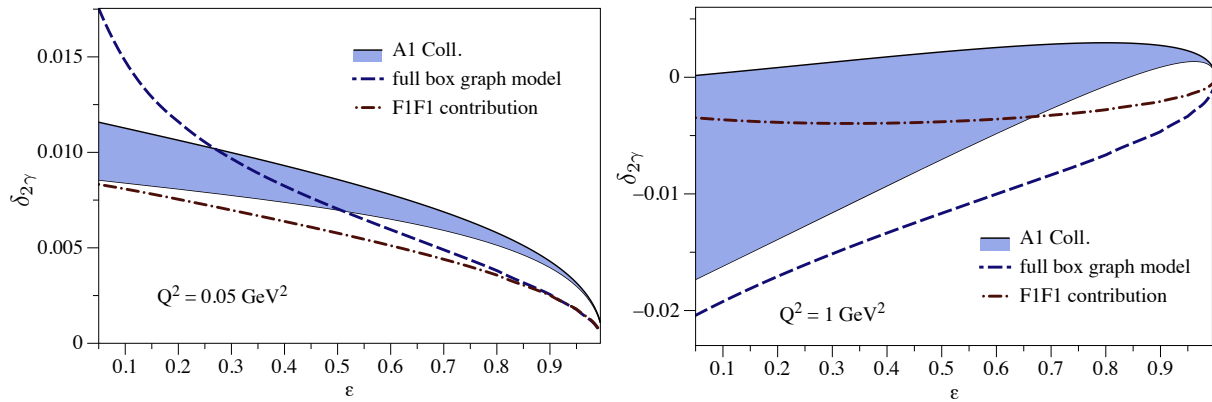 0.015
0.010
0.005
0
δ2γ
A1 Coll.
full box graph model
F1F1 contribution
Q² = 0.05 GeV²
0.1 0.2 0.3 0.4 0.5 0.6 0.7 0.8 0.9
ε
0
−0.01
−0.02
δ2γ
A1 Coll.
full box graph model
F1F1 contribution
Q² = 1 GeV²
0.1 0.2 0.3 0.4 0.5 0.6 0.7 0.8 0.9
ε